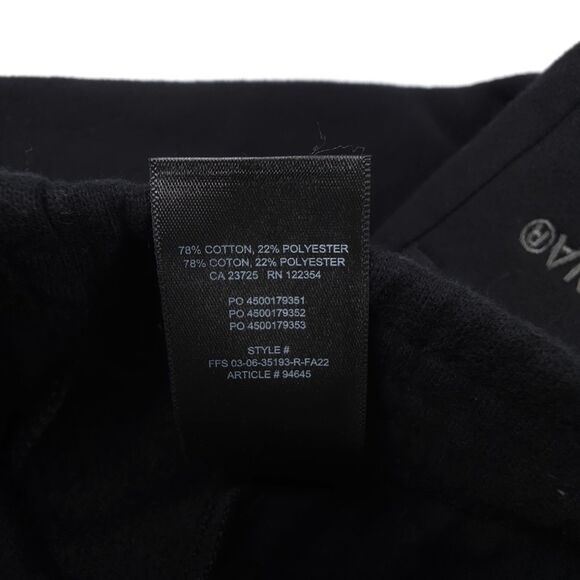 78% COTTON, 22% POLYESTER
78% COTON, 22% POLYESTER
CA 23725 RN 122354
PO 4500179351
PO 4500179352
PO 4500179353
STYLE #
FFS 03-06-35193-R-FA22
ARTICLE # 94645
NA®